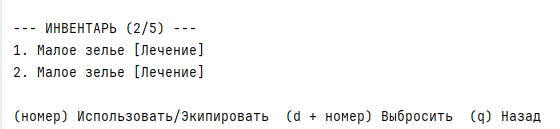 --- ИНВЕНТАРЬ (2/5) ---
1. Малое зелье [Лечение]
2. Малое зелье [Лечение]
(номер) Использовать/Экипировать  (d + номер) Выбросить  (q) Назад